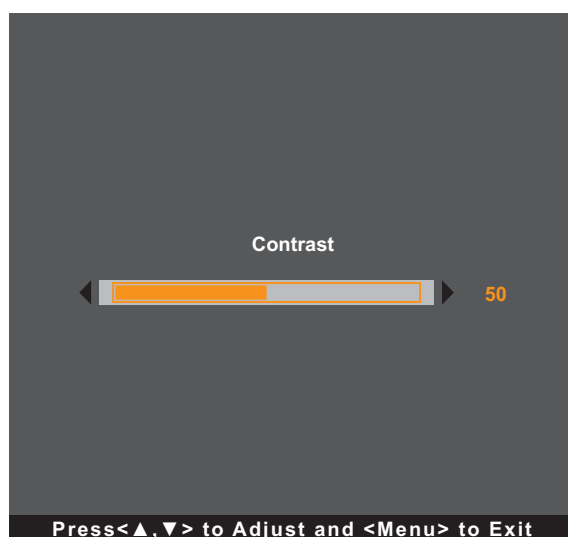 Contrast
50
Press<▲,▼> to Adjust and <Menu> to Exit